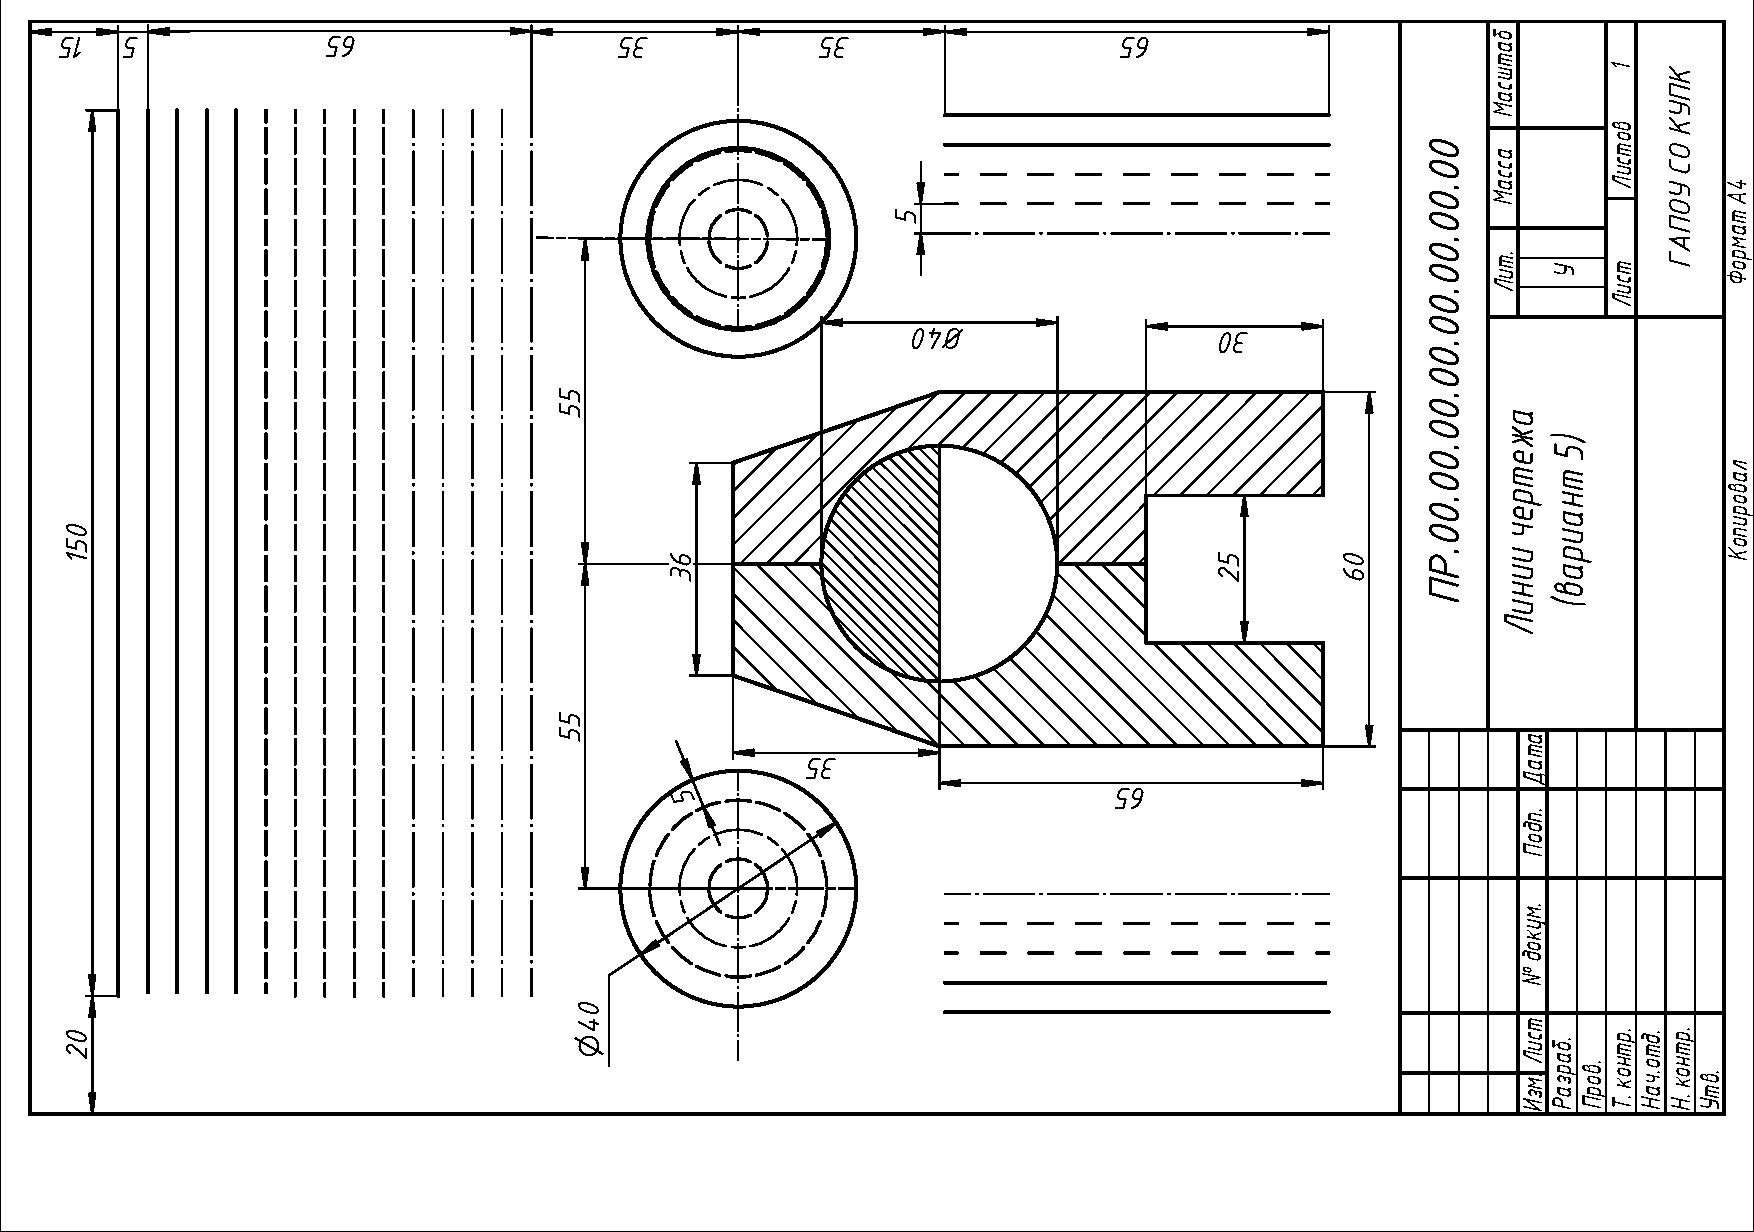 15
5
65
35
35
65
150
20
55
55
Ø40
5
36
35
65
Ø40
30
25
60
5
ПР.00.00.00.00.00.00.00.00
Линии чертежа
(вариант 5)
Лит.
Масса
Масштаб
У
Лист
Листов 1
ГАПОУ СО КУПК
Изм.
Лист
№ докум.
Подп.
Дата
Разраб.
Пров.
Т. контр.
Нач.отд.
Н. контр.
Утв.
Копировал
Формат А4